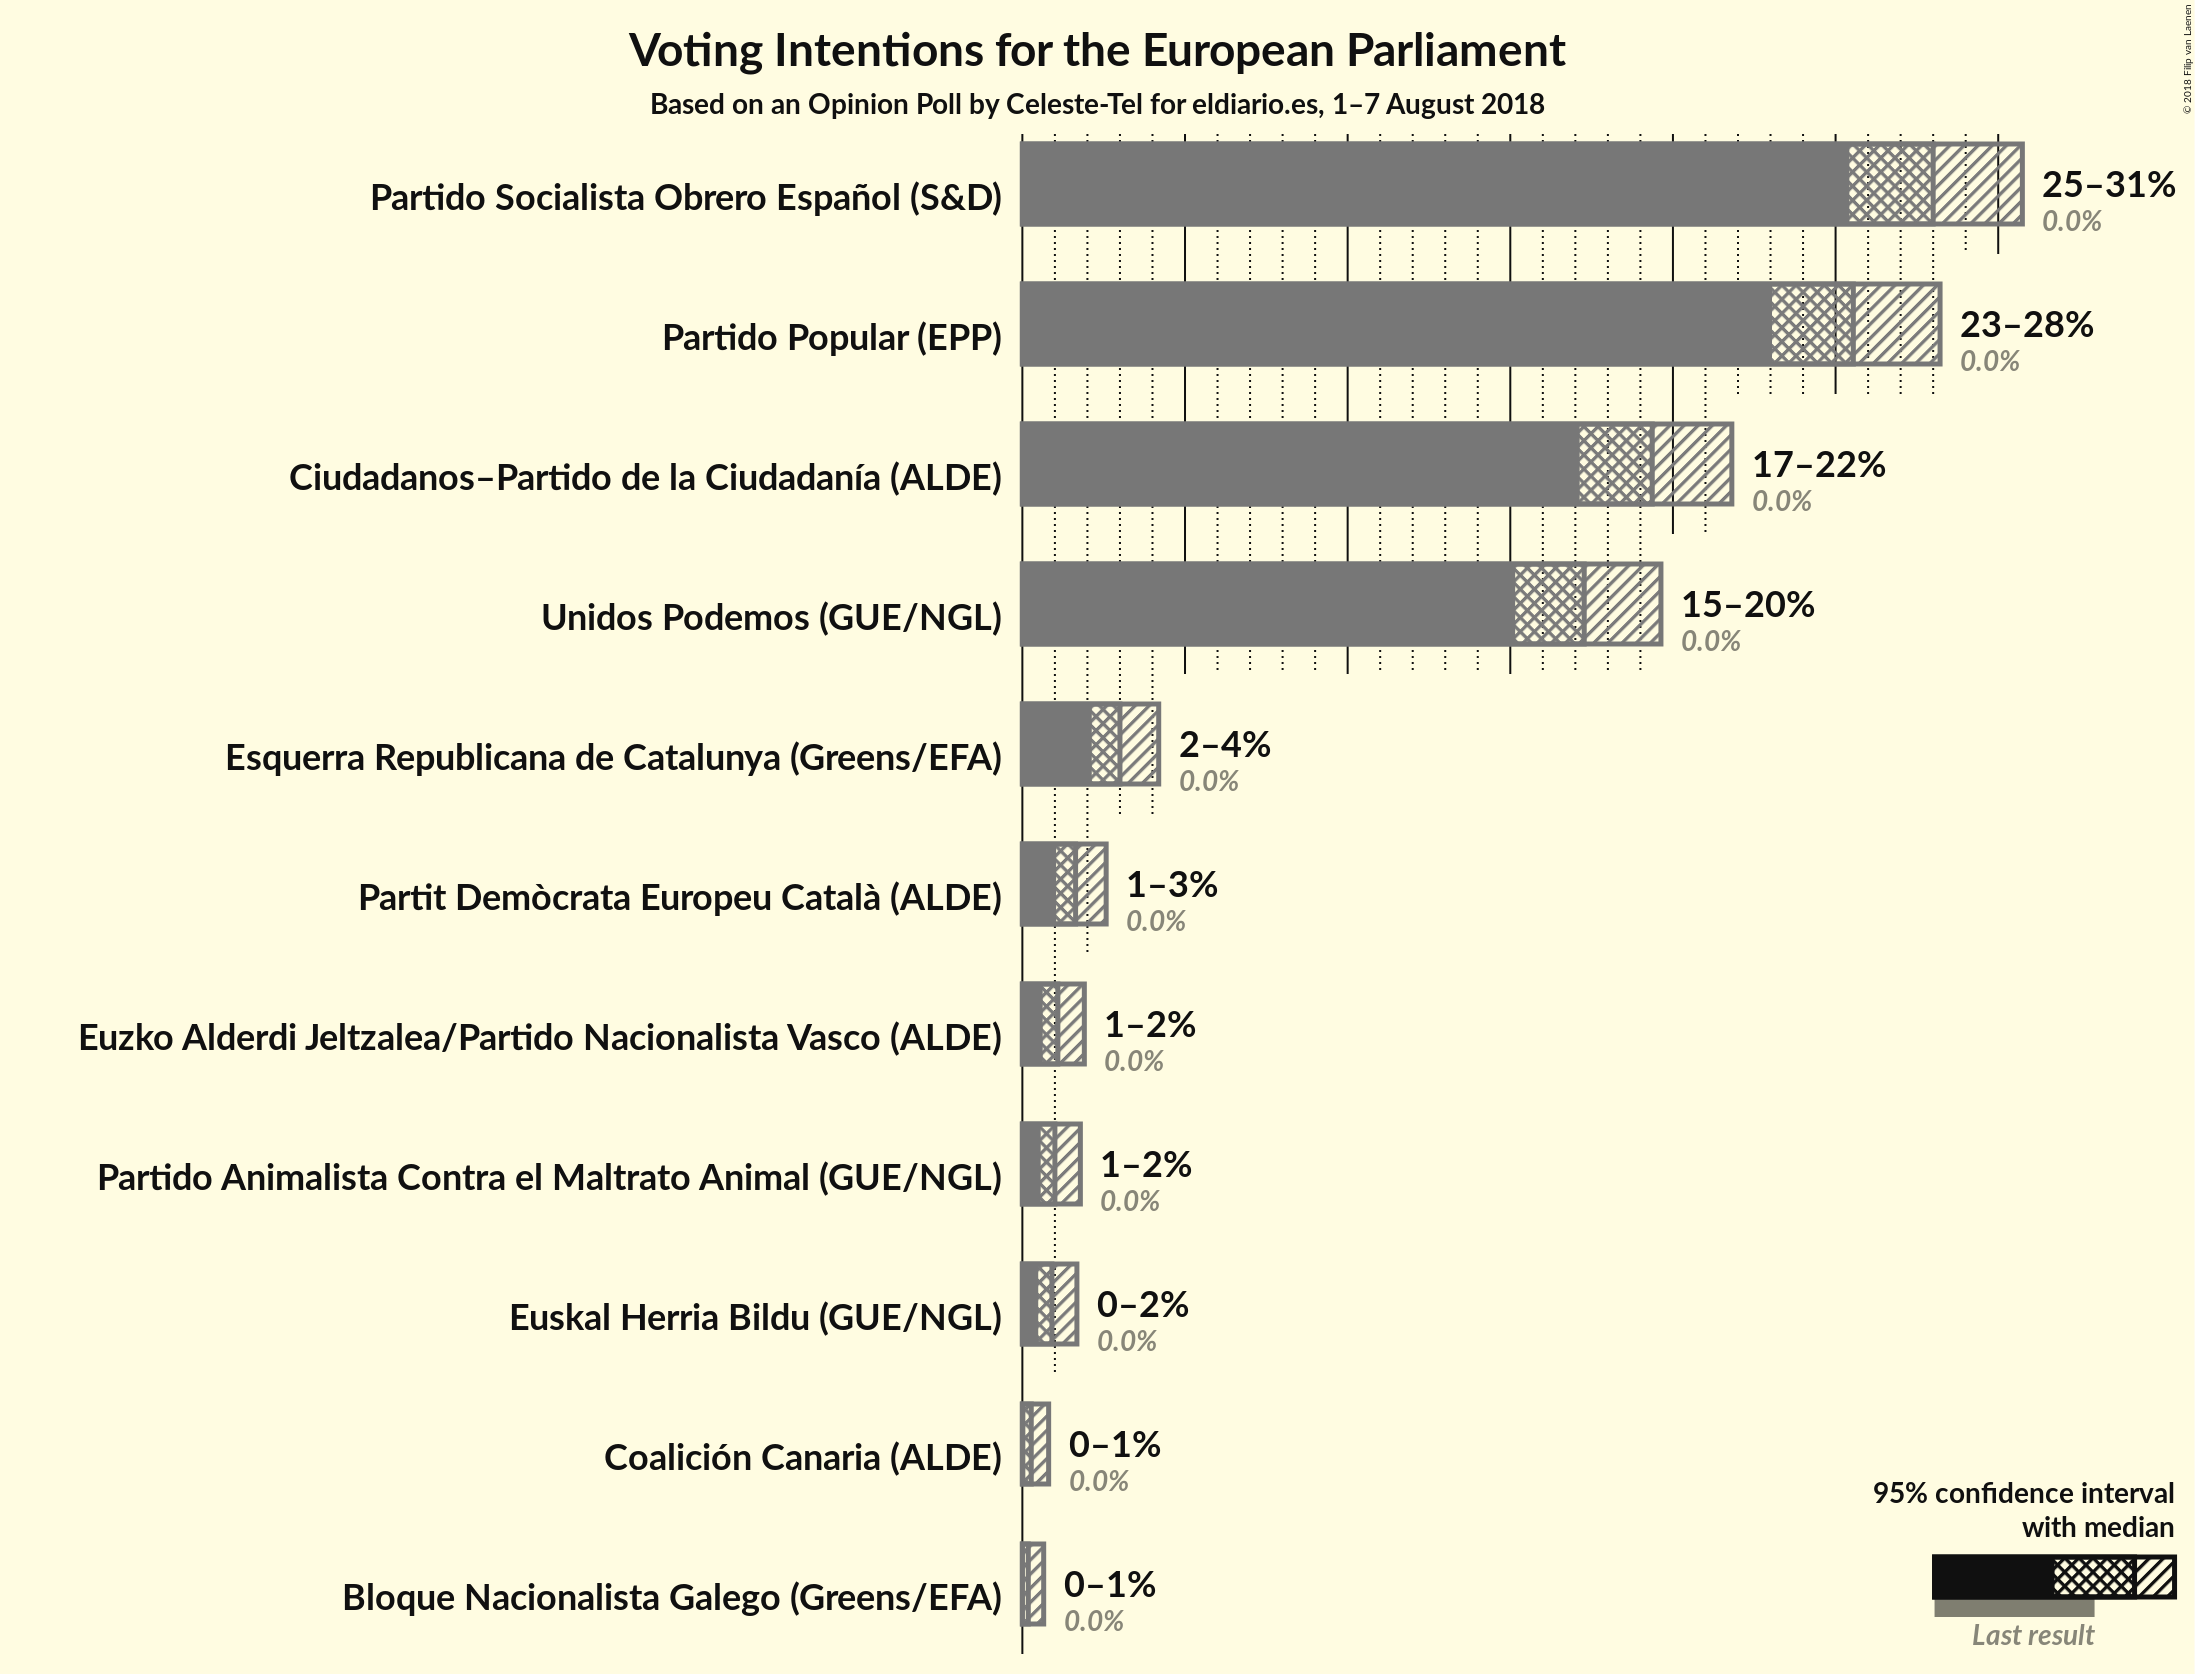 Voting Intentions for the European Parliament
Based on an Opinion Poll by Celeste-Tel for eldiario.es, 1–7 August 2018
© 2018 Filip van Laenen
Partido Socialista Obrero Español (S&D)
25–31%
0.0%
Partido Popular (EPP)
23–28%
0.0%
Ciudadanos–Partido de la Ciudadanía (ALDE)
17–22%
0.0%
Unidos Podemos (GUE/NGL)
15–20%
0.0%
Esquerra Republicana de Catalunya (Greens/EFA)
2–4%
0.0%
Partit Demòcrata Europeu Català (ALDE)
1–3%
0.0%
Euzko Alderdi Jeltzalea/Partido Nacionalista Vasco (ALDE)
1–2%
0.0%
Partido Animalista Contra el Maltrato Animal (GUE/NGL)
1–2%
0.0%
Euskal Herria Bildu (GUE/NGL)
0–2%
0.0%
Coalición Canaria (ALDE)
0–1%
0.0%
Bloque Nacionalista Galego (Greens/EFA)
0–1%
0.0%
95% confidence interval
with median
Last result